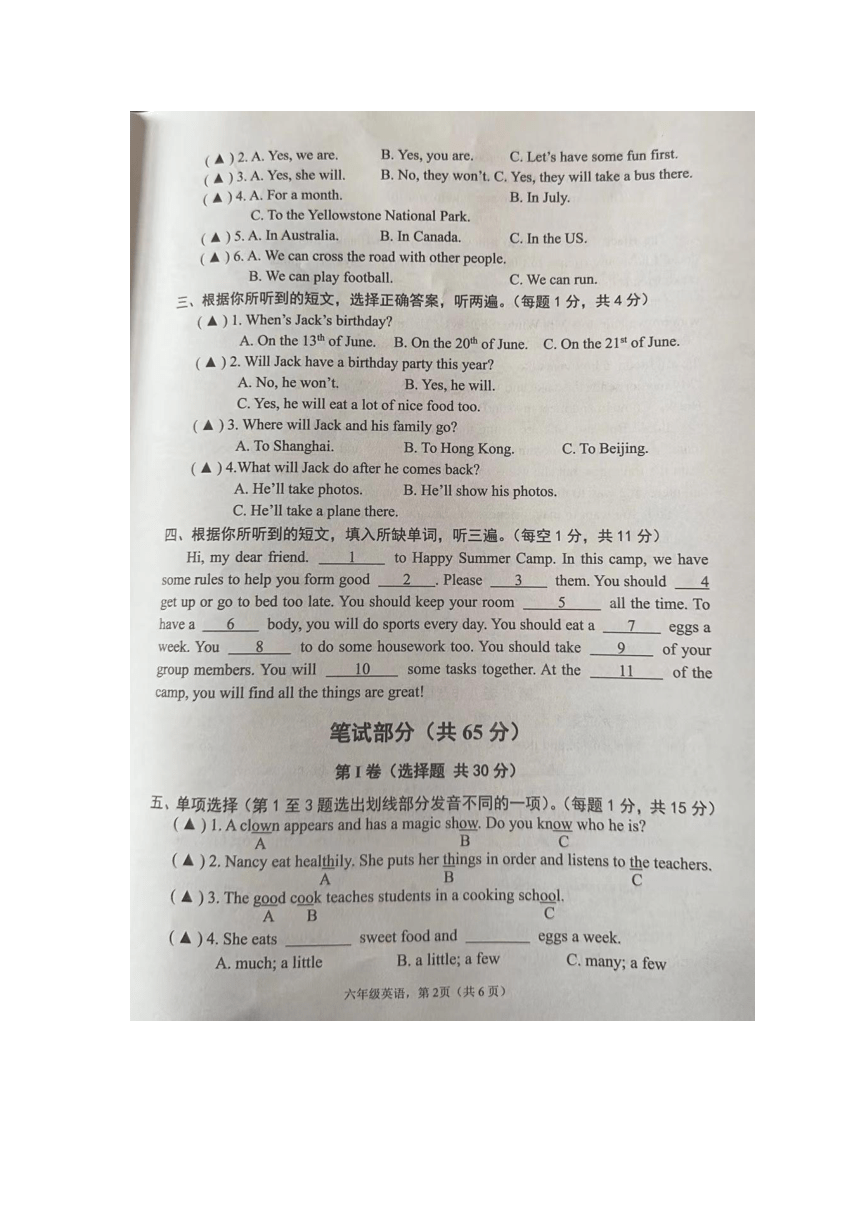 ( ▲ ) 2. A. Yes, we are. B. Yes, you are. C. Let's have some fun first.
( ▲ ) 3. A. Yes, she will. B. No, they won't. C. Yes, they will take a bus there.
( ▲ ) 4. A. For a month. B. In July.
C. To the Yellowstone National Park.
( ▲ ) 5. A. In Australia. B. In Canada. C. In the US.
( ▲ ) 6. A. We can cross the road with other people.
B. We can play football. C. We can run.
三、根据你所听到的短文，选择正确答案，听两遍。（每题 1 分，共 4 分）
( ▲ ) 1. When's Jack's birthday?
A. On the 13th of June. B. On the 20th of June. C. On the 21st of June.
( ▲ ) 2. Will Jack have a birthday party this year?
A. No, he won't. B. Yes, he will.
C. Yes, he will eat a lot of nice food too.
( ▲ ) 3. Where will Jack and his family go?
A. To Shanghai. B. To Hong Kong. C. To Beijing.
( ▲ ) 4.What will Jack do after he comes back?
A. He'll take photos. B. He'll show his photos.
C. He'll take a plane there.
四、根据你所听到的短文，填入所缺单词，听三遍。（每空 1 分，共 11 分）
Hi, my dear friend. 1 to Happy Summer Camp. In this camp, we have
some rules to help you form good 2 . Please 3 them. You should 4
get up or go to bed too late. You should keep your room 5 all the time. To
have a 6 body, you will do sports every day. You should eat a 7 eggs a
week. You 8 to do some housework too. You should take 9 of your
group members. You will 10 some tasks together. At the 11 of the
camp, you will find all the things are great!
笔试部分（共 65 分）
第 I 卷（选择题 共 30 分）
五、单项选择（第 1 至 3 题选出划线部分发音不同的一项）。（每题 1 分，共 15 分）
( ▲ ) 1. A clown appears and has a magic show. Do you know who he is?
A B C
( ▲ ) 2. Nancy eat healthily. She puts her things in order and listens to the teachers.
A B C
( ▲ ) 3. The good cook teaches students in a cooking school.
A B C
( ▲ ) 4. She eats ________ sweet food and ________ eggs a week.
A. much; a little B. a little; a few C. many; a few
六年级英语，第 2页（共 6 页）